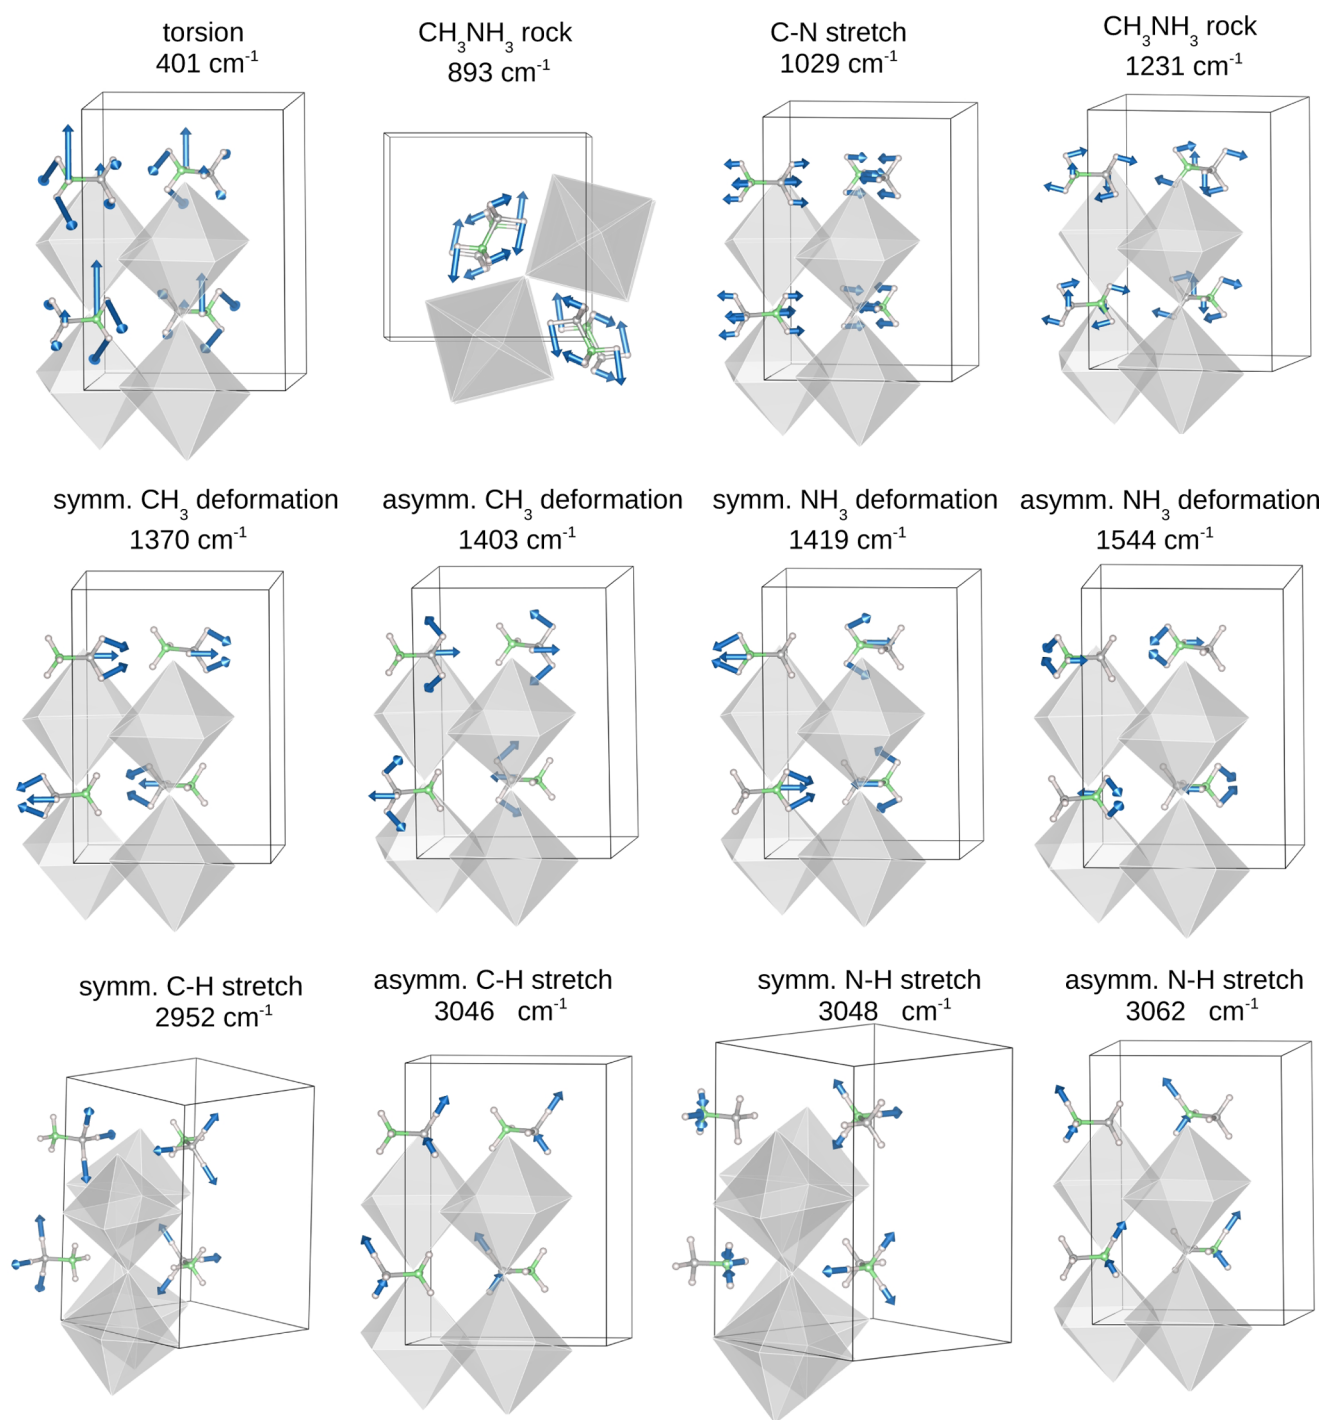 torsion
401 cm⁻¹
CH₃NH₃ rock
893 cm⁻¹
C-N stretch
1029 cm⁻¹
CH₃NH₃ rock
1231 cm⁻¹
symm. CH₃ deformation
1370 cm⁻¹
asymm. CH₃ deformation
1403 cm⁻¹
symm. NH₃ deformation
1419 cm⁻¹
asymm. NH₃ deformation
1544 cm⁻¹
symm. C-H stretch
2952 cm⁻¹
asymm. C-H stretch
3046 cm⁻¹
symm. N-H stretch
3048 cm⁻¹
asymm. N-H stretch
3062 cm⁻¹